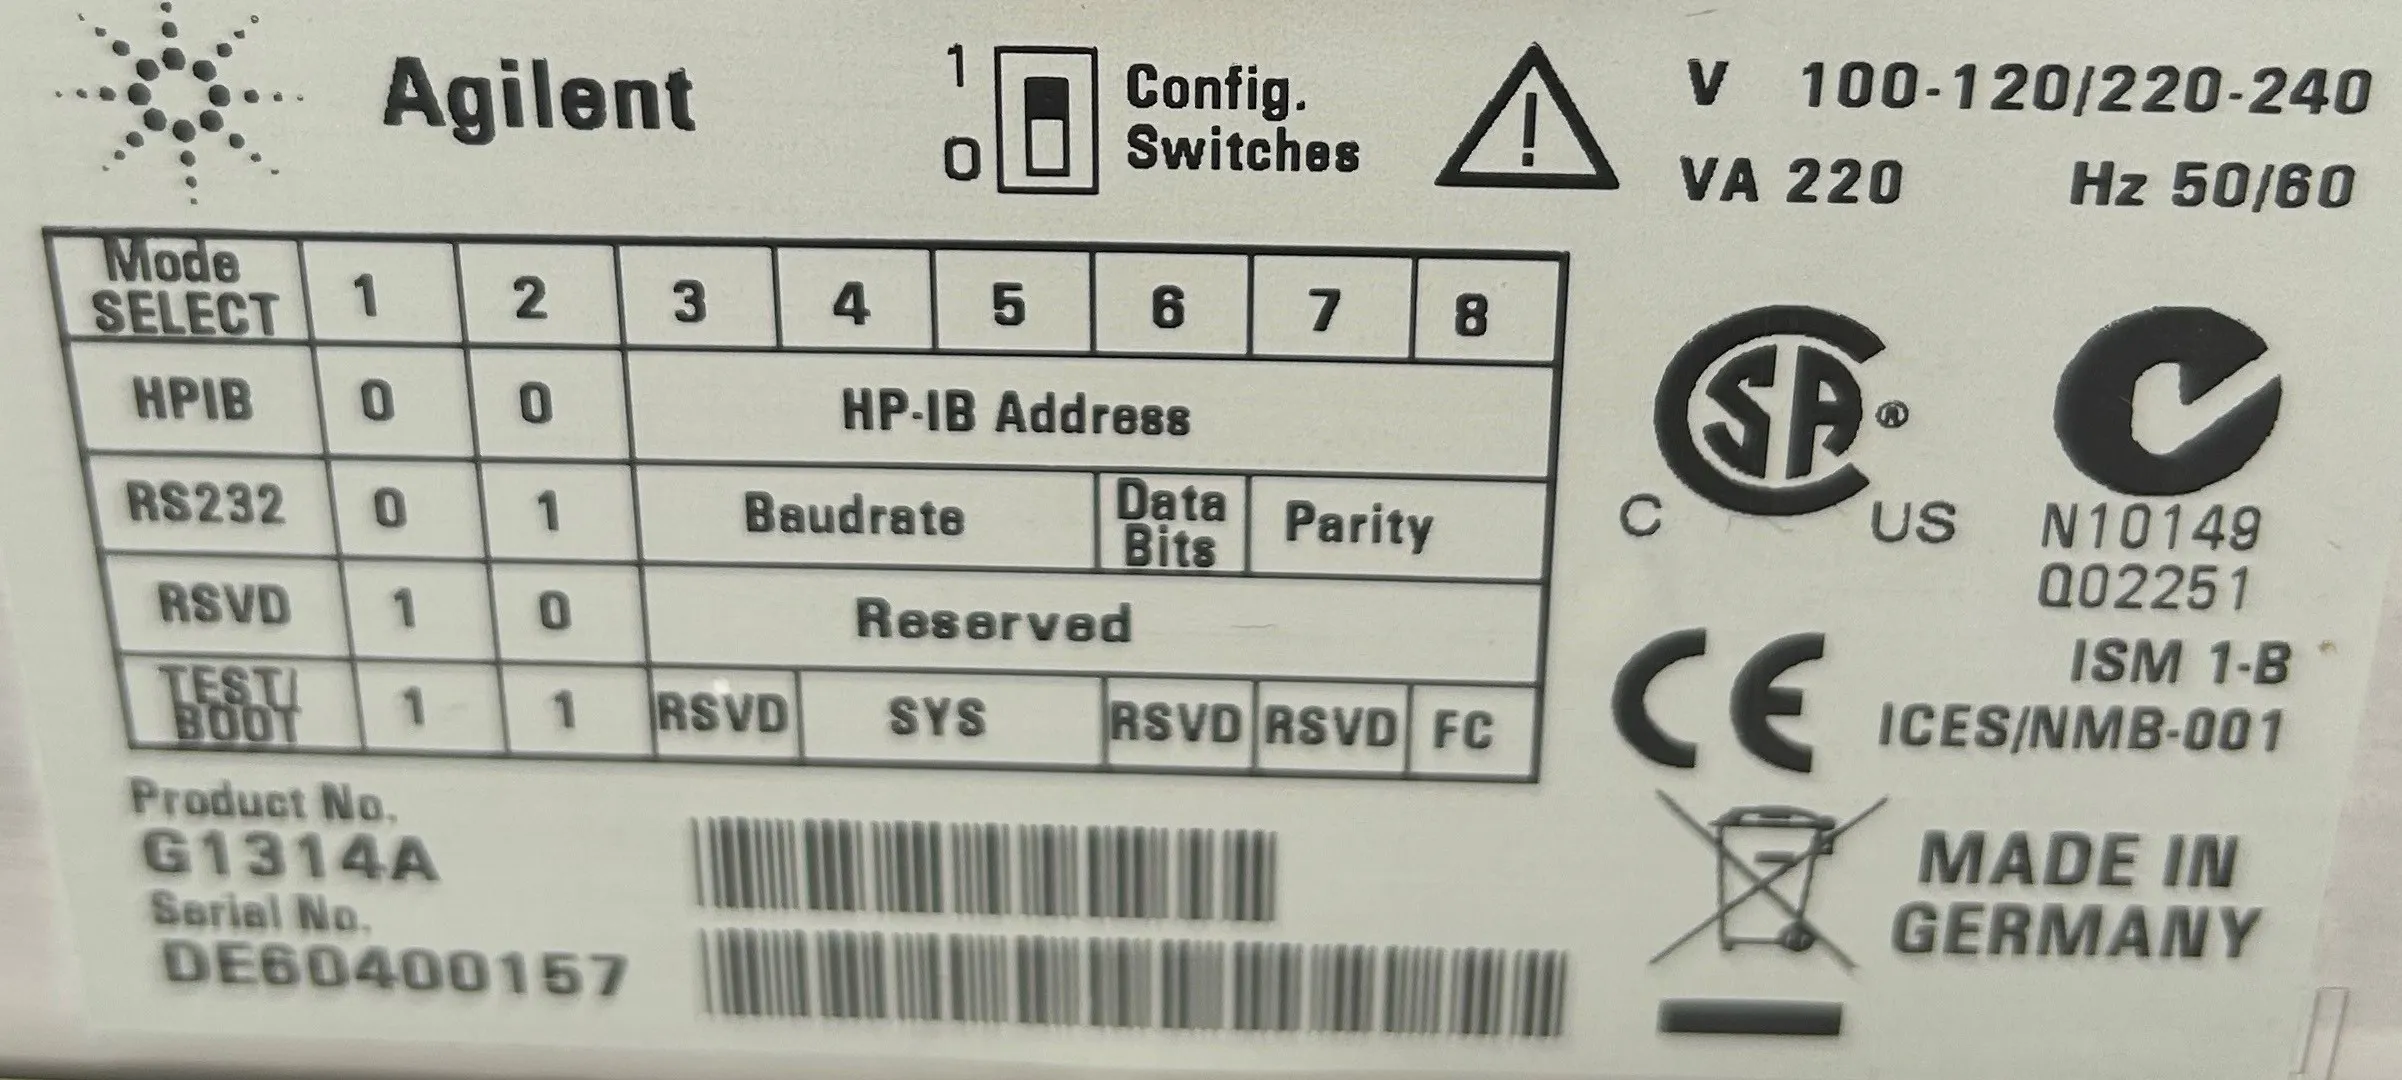 Agilent
1
0
Config.
Switches
V 100-120/220-240
VA 220 Hz 50/60
Mode
SELECT 1 2 3 4 5 6 7 8
HPIB 0 0 HP-IB Address
RS232 0 1 Baudrate Data Bits Parity
RSVD 1 0 Reserved
TEST/
BOOT 1 1 RSVD SYS RSVD RSVD FC
Product No.
G1314A
Serial No.
DE60400157
SA ®
C US
N10149
Q02251
CE
ISM 1-B
ICES/NMB-001
MADE IN
GERMANY